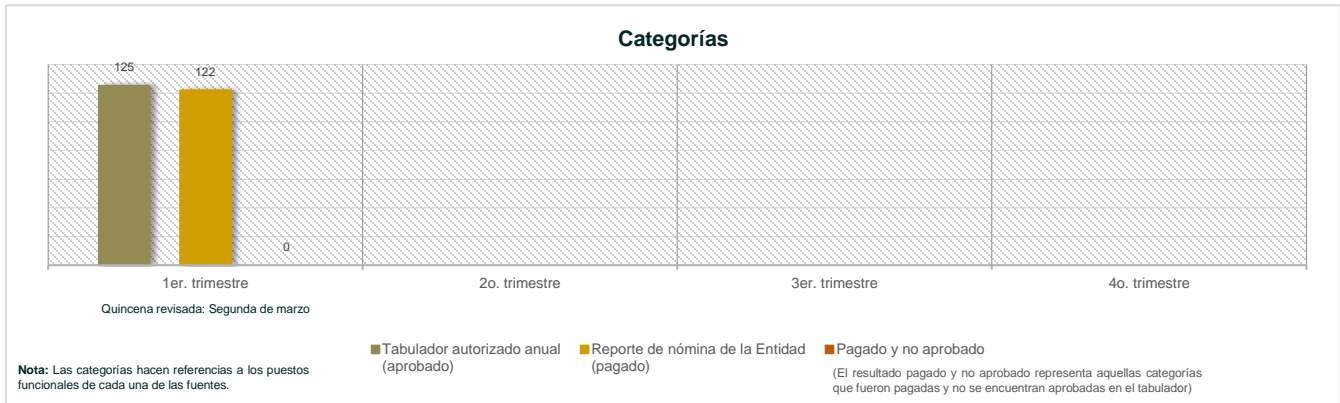 Categorías
125
122
0
1er. trimestre
2o. trimestre
3er. trimestre
4o. trimestre
Quincena revisada: Segunda de marzo
Tabulador autorizado anual
(aprobado)
Reporte de nómina de la Entidad
(pagado)
Pagado y no aprobado
(El resultado pagado y no aprobado representa aquellas categorías
que fueron pagadas y no se encuentran aprobadas en el tabulador)
Nota: Las categorías hacen referencias a los puestos
funcionales de cada una de las fuentes.